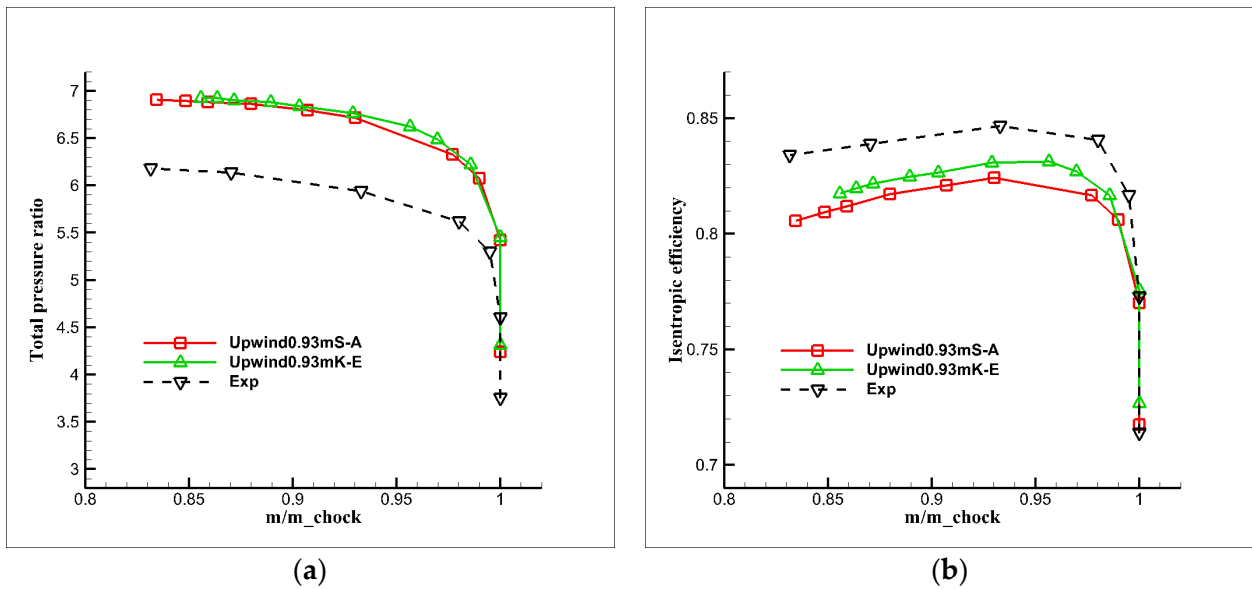 Total pressure ratio
7
6.5
6
5.5
5
4.5
4
3.5
3
Upwind0.93mS-A
Upwind0.93mK-E
Exp
0.8 0.85 0.9 0.95 1
m/m_chock
(a)
Isentropic efficiency
0.85
0.8
0.75
0.7
Upwind0.93mS-A
Upwind0.93mK-E
Exp
0.8 0.85 0.9 0.95 1
m/m_chock
(b)